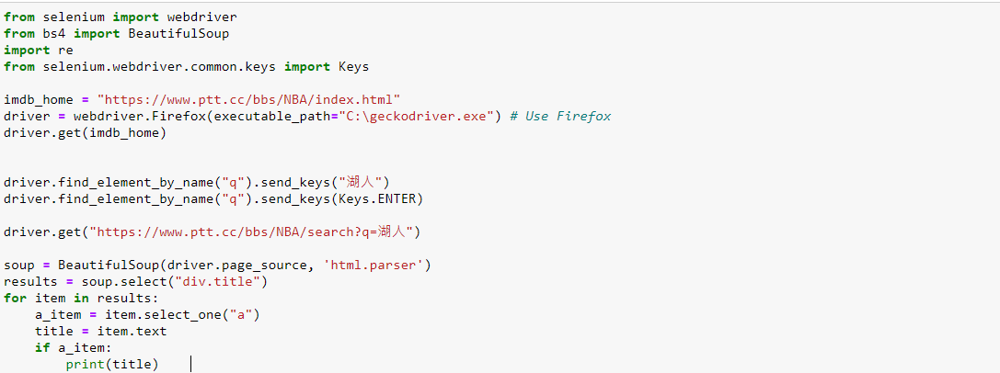 from selenium import webdriver
from bs4 import BeautifulSoup
import re
from selenium.webdriver.common.keys import Keys
imdb_home = "https://www.ptt.cc/bbs/NBA/index.html"
driver = webdriver.Firefox(executable_path="C:\geckodriver.exe") # Use Firefox
driver.get(imdb_home)
driver.find_element_by_name("q").send_keys("湖人")
driver.find_element_by_name("q").send_keys(Keys.ENTER)
driver.get("https://www.ptt.cc/bbs/NBA/search?q=湖人")
soup = BeautifulSoup(driver.page_source, 'html.parser')
results = soup.select("div.title")
for item in results:
    a_item = item.select_one("a")
    title = item.text
    if a_item:
        print(title)